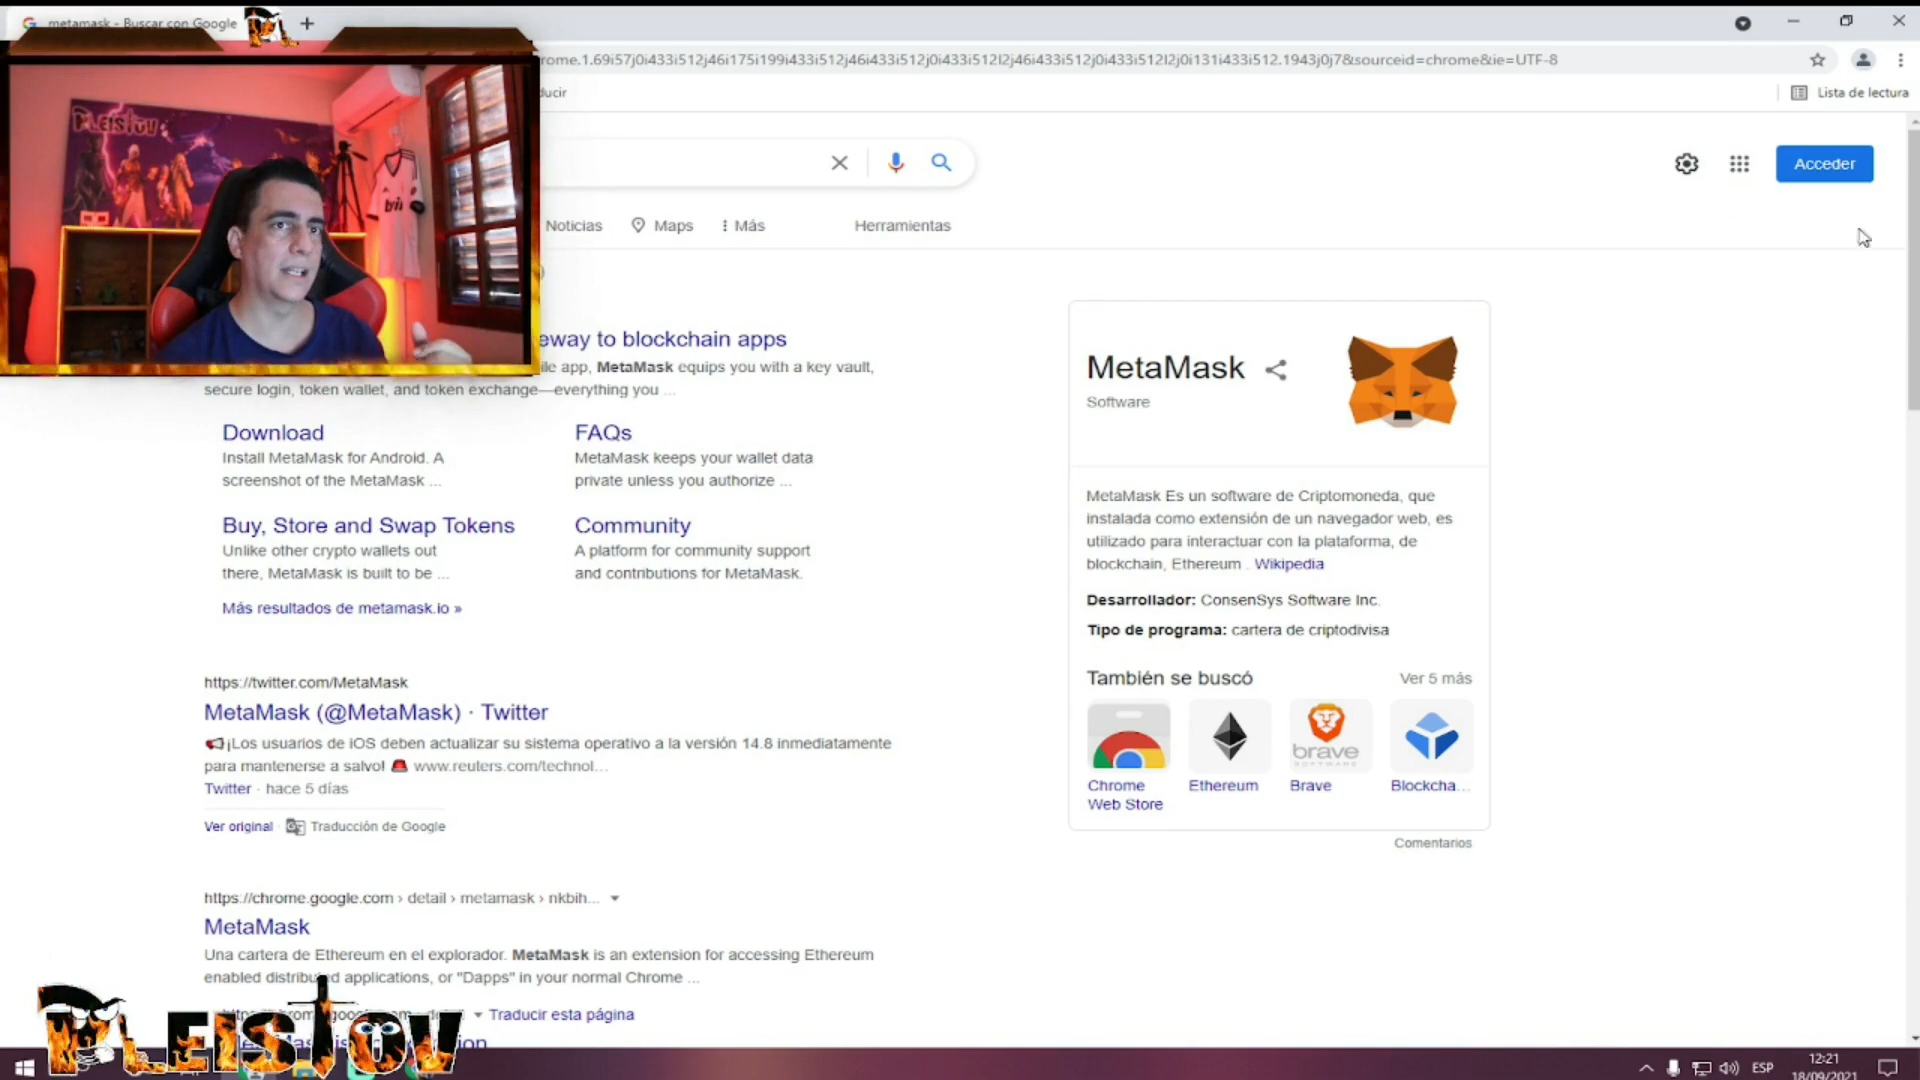 metamask - Buscar con Google
rome.1.69i57j0i433i512j46i175i199i433i512j46i433i512j0i433i512l2j46i433i512j0i433i512l2j0i131i433i512.1943j0j7&sourceid=chrome&ie=UTF-8
ducir
Lista de lectura
PLEISTOV
Acceder
Noticias
Maps
Más
Herramientas
eway to blockchain apps
ile app, MetaMask equips you with a key vault,
secure login, token wallet, and token exchange—everything you ...
Download
Install MetaMask for Android. A
screenshot of the MetaMask ...
FAQs
MetaMask keeps your wallet data
private unless you authorize ...
Buy, Store and Swap Tokens
Unlike other crypto wallets out
there, MetaMask is built to be ...
Community
A platform for community support
and contributions for MetaMask.
Más resultados de metamask.io »
https://twitter.com/MetaMask
MetaMask (@MetaMask) · Twitter
📢¡Los usuarios de iOS deben actualizar su sistema operativo a la versión 14.8 inmediatamente
para mantenerse a salvo! 🚨 www.reuters.com/technol...
Twitter · hace 5 días
Ver original
Traducción de Google
https://chrome.google.com › detail › metamask › nkbih...
MetaMask
Una cartera de Ethereum en el explorador. MetaMask is an extension for accessing Ethereum
enabled distributed applications, or "Dapps" in your normal Chrome ...
Traducir esta página
MetaMask
Software
MetaMask Es un software de Criptomoneda, que
instalada como extensión de un navegador web, es
utilizado para interactuar con la plataforma, de
blockchain, Ethereum . Wikipedia
Desarrollador: ConsenSys Software Inc.
Tipo de programa: cartera de criptodivisa
También se buscó
Ver 5 más
brave
SOFTWARE
Chrome
Web Store
Ethereum
Brave
Blockcha...
Comentarios
PLEISTOV
ESP
12:21
18/09/2021